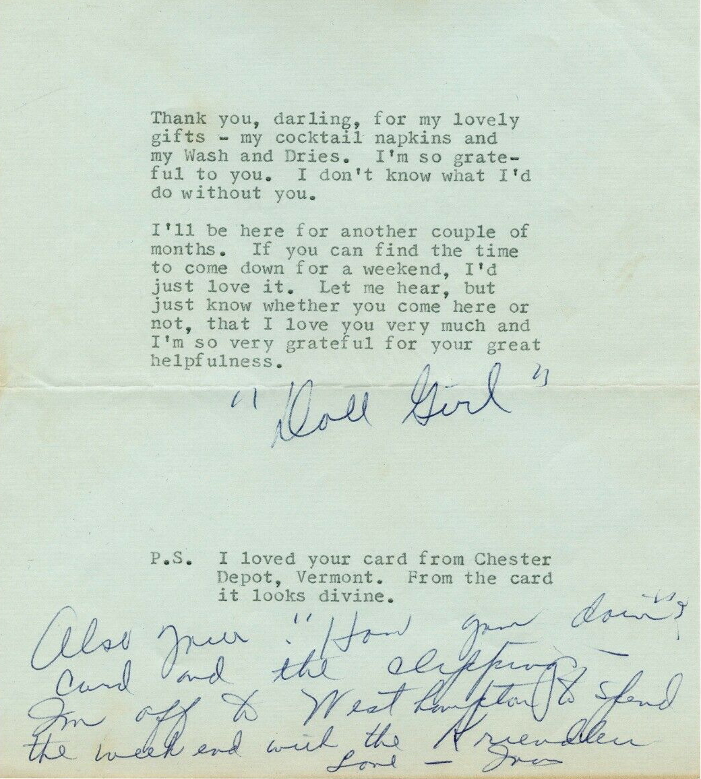 Thank you, darling, for my lovely
gifts - my cocktail napkins and
my Wash and Dries.  I'm so grate-
ful to you.  I don't know what I'd
do without you.
I'll be here for another couple of
months.  If you can find the time
to come down for a weekend, I'd
just love it.  Let me hear, but
just know whether you come here or
not, that I love you very much and
I'm so very grateful for your great
helpfulness.
"Doll Girl"
P.S.  I loved your card from Chester
Depot, Vermont.  From the card
it looks divine.
Also your "How you doin"?
card and the clipping -
I'm off to Westhampton to spend
the week end with the
Love -